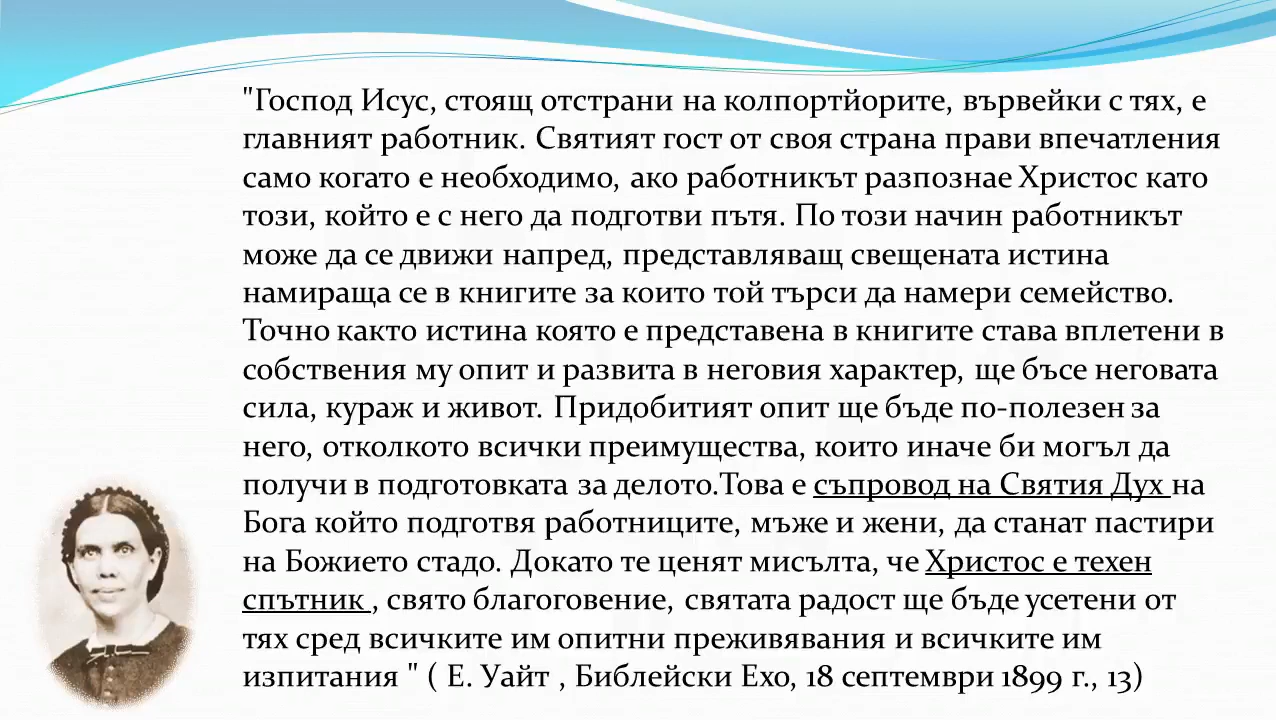 "Господ Исус, стоящ отстрани на колпортйорите, вървейки с тях, е
главният работник. Святият гост от своя страна прави впечатления
само когато е необходимо, ако работникът разпознае Христос като
този, който е с него да подготви пътя. По този начин работникът
може да се движи напред, представляващ свещената истина
намираща се в книгите за които той търси да намери семейство.
Точно както истина която е представена в книгите става вплетени в
собствения му опит и развита в неговия характер, ще бъсе неговата
сила, кураж и живот. Придобитият опит ще бъде по-полезен за
него, отколкото всички преимущества, които иначе би могъл да
получи в подготовката за делото.Това е съпровод на Святия Дух на
Бога който подготвя работниците, мъже и жени, да станат пастири
на Божието стадо. Докато те ценят мисълта, че Христос е техен
спътник , свято благоговение, святата радост ще бъде усетени от
тях сред всичките им опитни преживявания и всичките им
изпитания " ( Е. Уайт , Библейски Ехо, 18 септември 1899 г., 13)